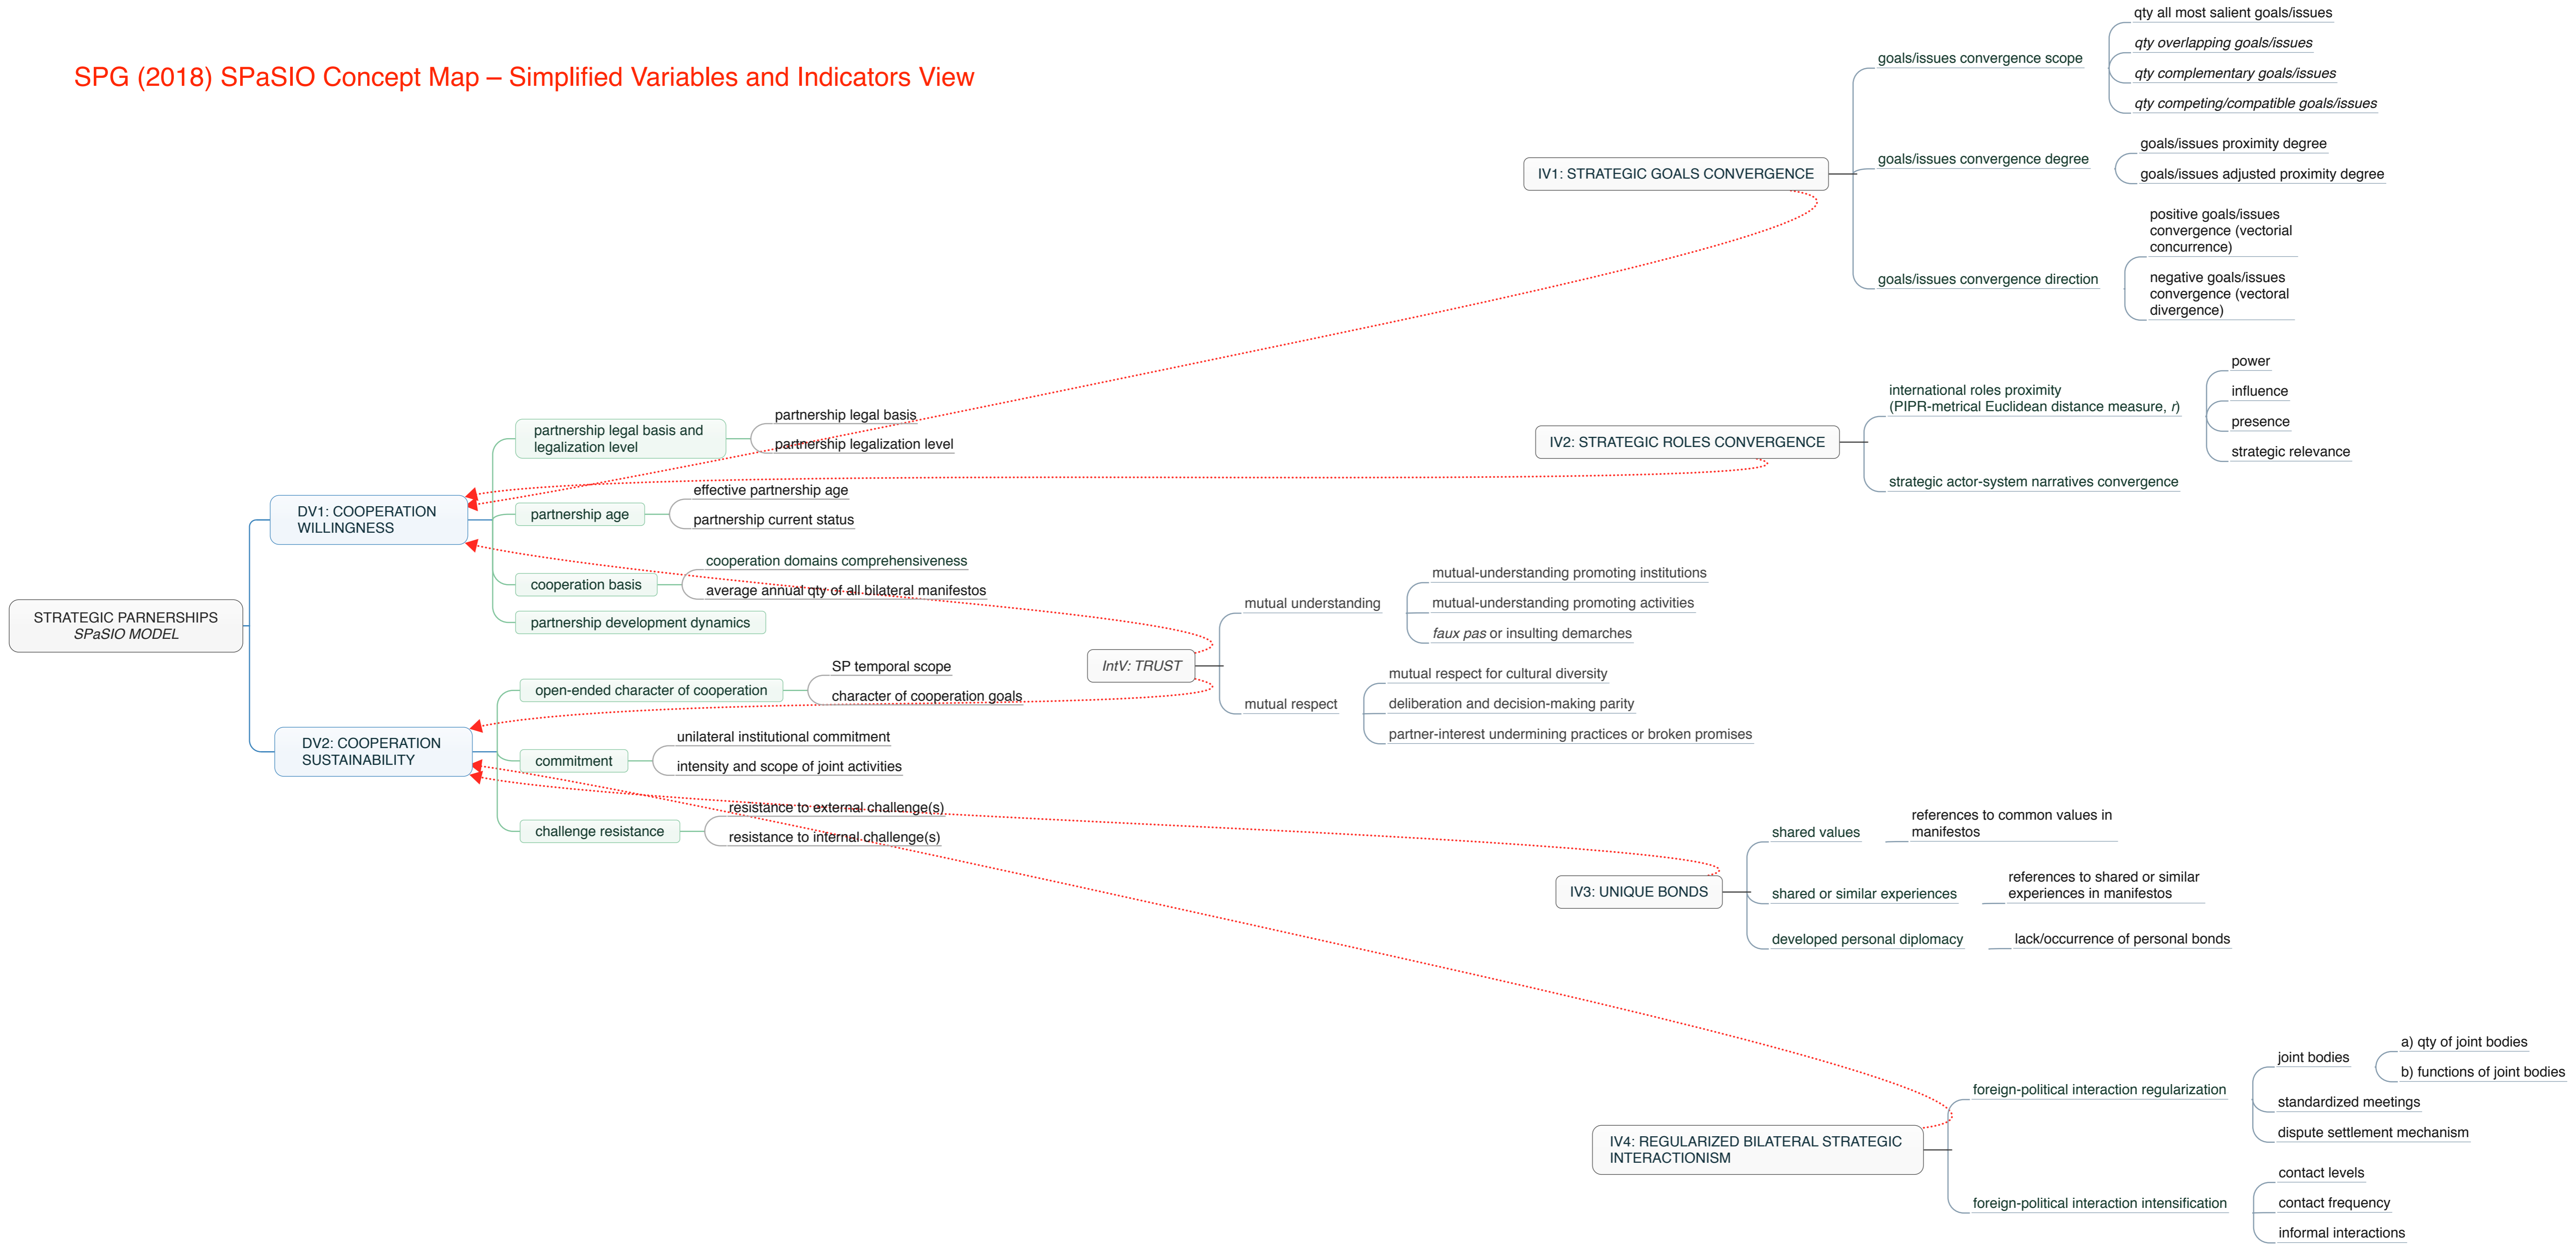 SPG (2018) SPaSIO Concept Map – Simplified Variables and Indicators View
STRATEGIC PARNERSHIPS
SPaSIO MODEL
DV1: COOPERATION
WILLINGNESS
partnership legal basis and
legalization level
partnership legal basis
partnership legalization level
partnership age
effective partnership age
partnership current status
cooperation basis
cooperation domains comprehensiveness
average annual qty of all bilateral manifestos
partnership development dynamics
DV2: COOPERATION
SUSTAINABILITY
open-ended character of cooperation
SP temporal scope
character of cooperation goals
commitment
unilateral institutional commitment
intensity and scope of joint activities
challenge resistance
resistance to external challenge(s)
resistance to internal challenge(s)
IntV: TRUST
mutual understanding
mutual-understanding promoting institutions
mutual-understanding promoting activities
faux pas or insulting demarches
mutual respect
mutual respect for cultural diversity
deliberation and decision-making parity
partner-interest undermining practices or broken promises
IV1: STRATEGIC GOALS CONVERGENCE
goals/issues convergence scope
qty all most salient goals/issues
qty overlapping goals/issues
qty complementary goals/issues
qty competing/compatible goals/issues
goals/issues convergence degree
goals/issues proximity degree
goals/issues adjusted proximity degree
goals/issues convergence direction
positive goals/issues
convergence (vectorial
concurrence)
negative goals/issues
convergence (vectoral
divergence)
IV2: STRATEGIC ROLES CONVERGENCE
international roles proximity
(PIPR-metrical Euclidean distance measure, r)
power
influence
presence
strategic relevance
strategic actor-system narratives convergence
IV3: UNIQUE BONDS
shared values
references to common values in
manifestos
shared or similar experiences
references to shared or similar
experiences in manifestos
developed personal diplomacy
lack/occurrence of personal bonds
IV4: REGULARIZED BILATERAL STRATEGIC
INTERACTIONISM
foreign-political interaction regularization
joint bodies
a) qty of joint bodies
b) functions of joint bodies
standardized meetings
dispute settlement mechanism
foreign-political interaction intensification
contact levels
contact frequency
informal interactions